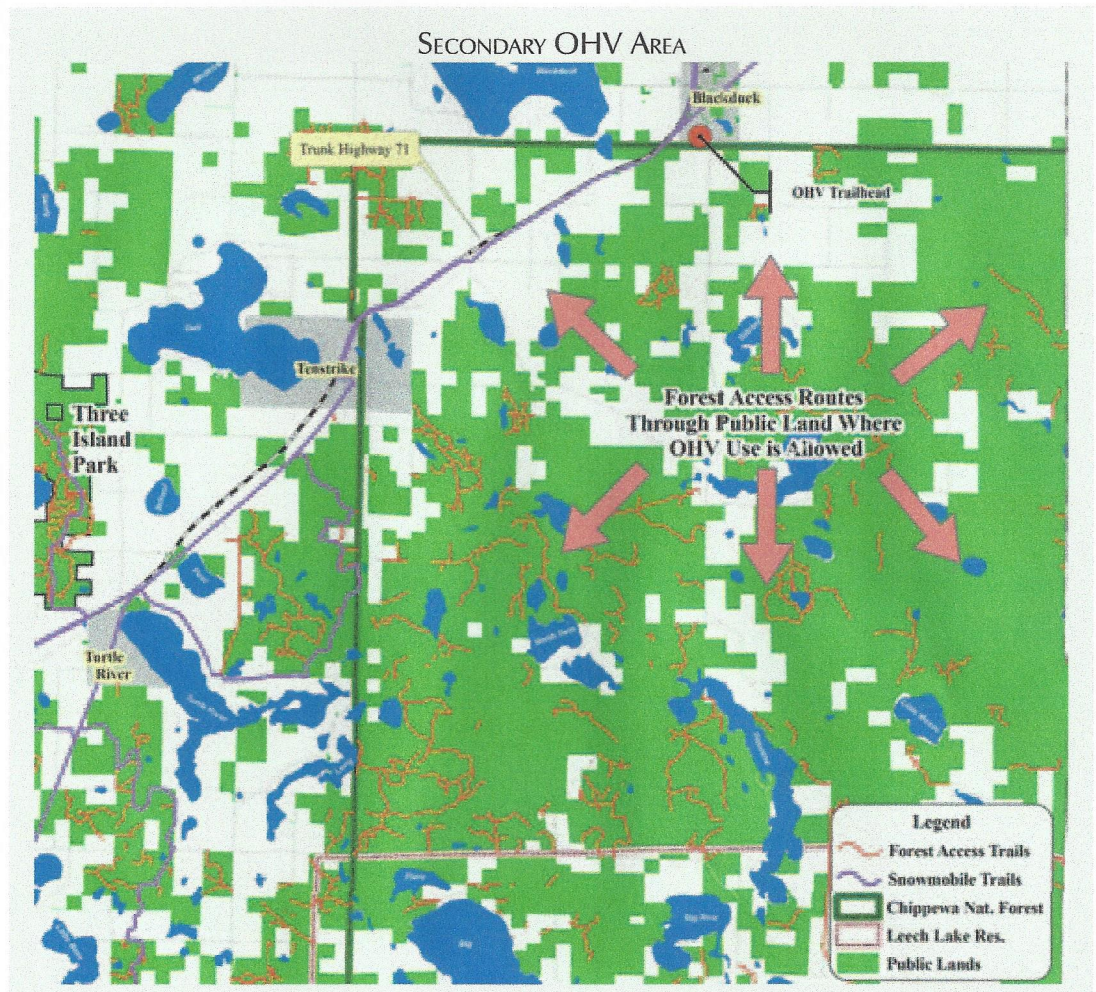 SECONDARY OHV AREA
Blackduck
Trunk Highway 71
OHV Trailhead
Tenstrike
Three
Island
Park
Forest Access Routes
Through Public Land Where
OHV Use is Allowed
Turtle
River
Turtle River
Legend
Forest Access Trails
Snowmobile Trails
Chippewa Nat. Forest
Leech Lake Res.
Public Lands